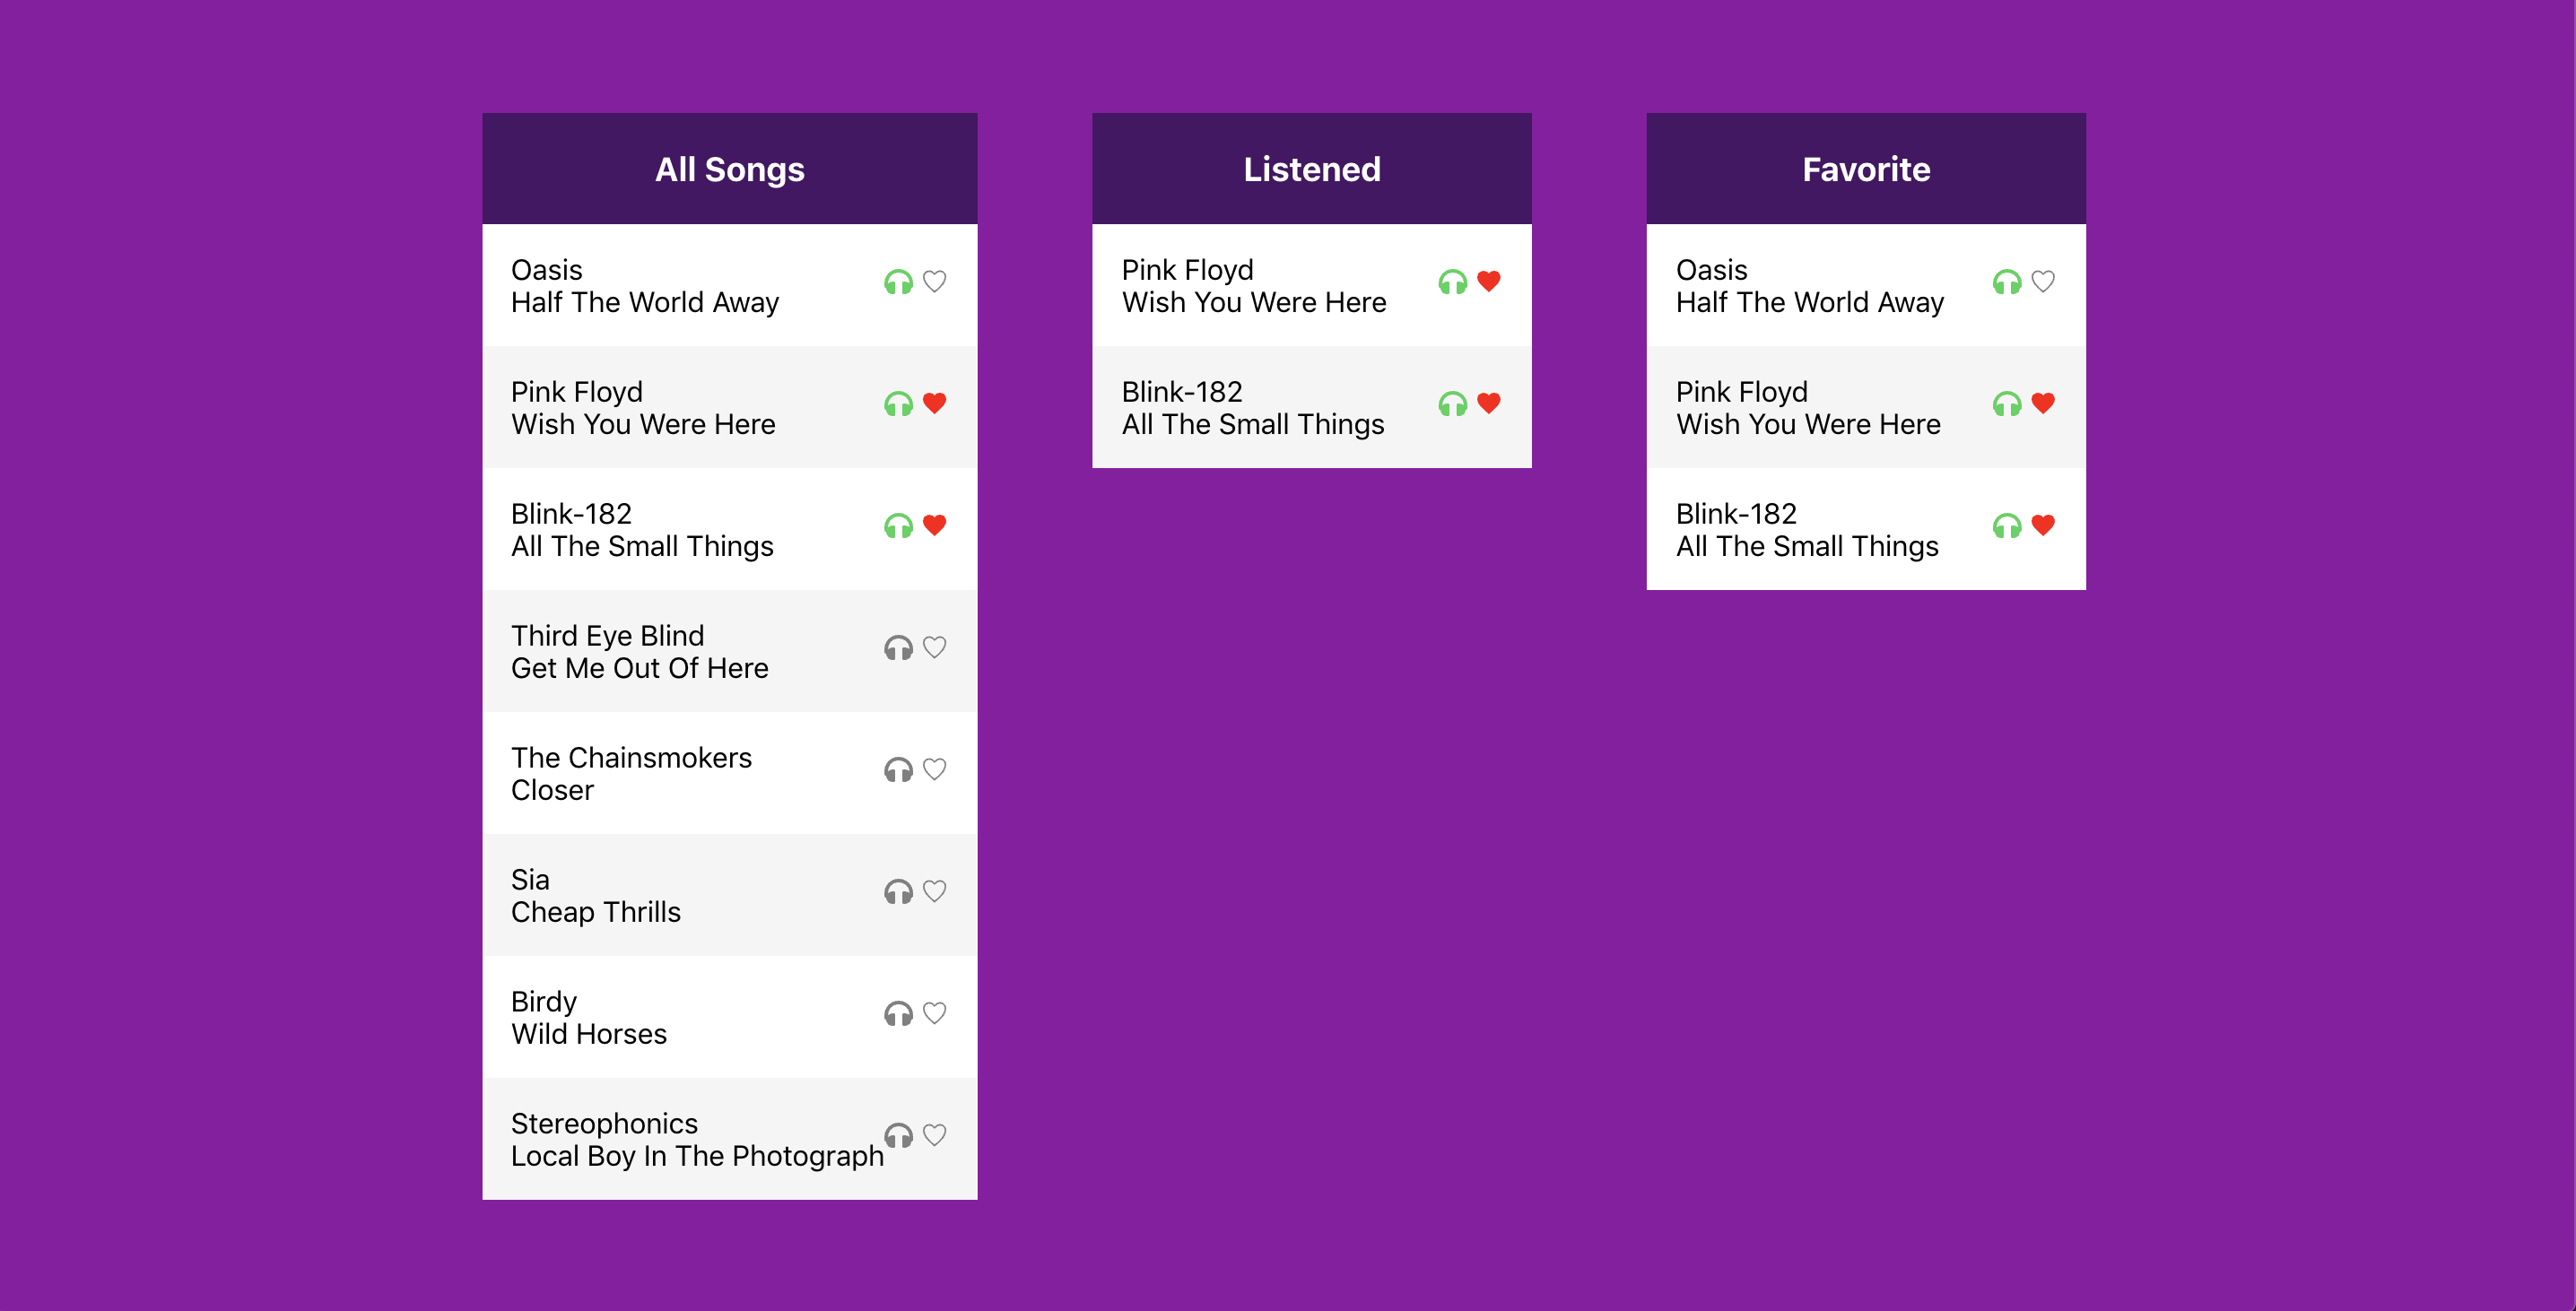 All Songs
Oasis
Half The World Away
Pink Floyd
Wish You Were Here
Blink-182
All The Small Things
Third Eye Blind
Get Me Out Of Here
The Chainsmokers
Closer
Sia
Cheap Thrills
Birdy
Wild Horses
Stereophonics
Local Boy In The Photograph
Listened
Pink Floyd
Wish You Were Here
Blink-182
All The Small Things
Favorite
Oasis
Half The World Away
Pink Floyd
Wish You Were Here
Blink-182
All The Small Things